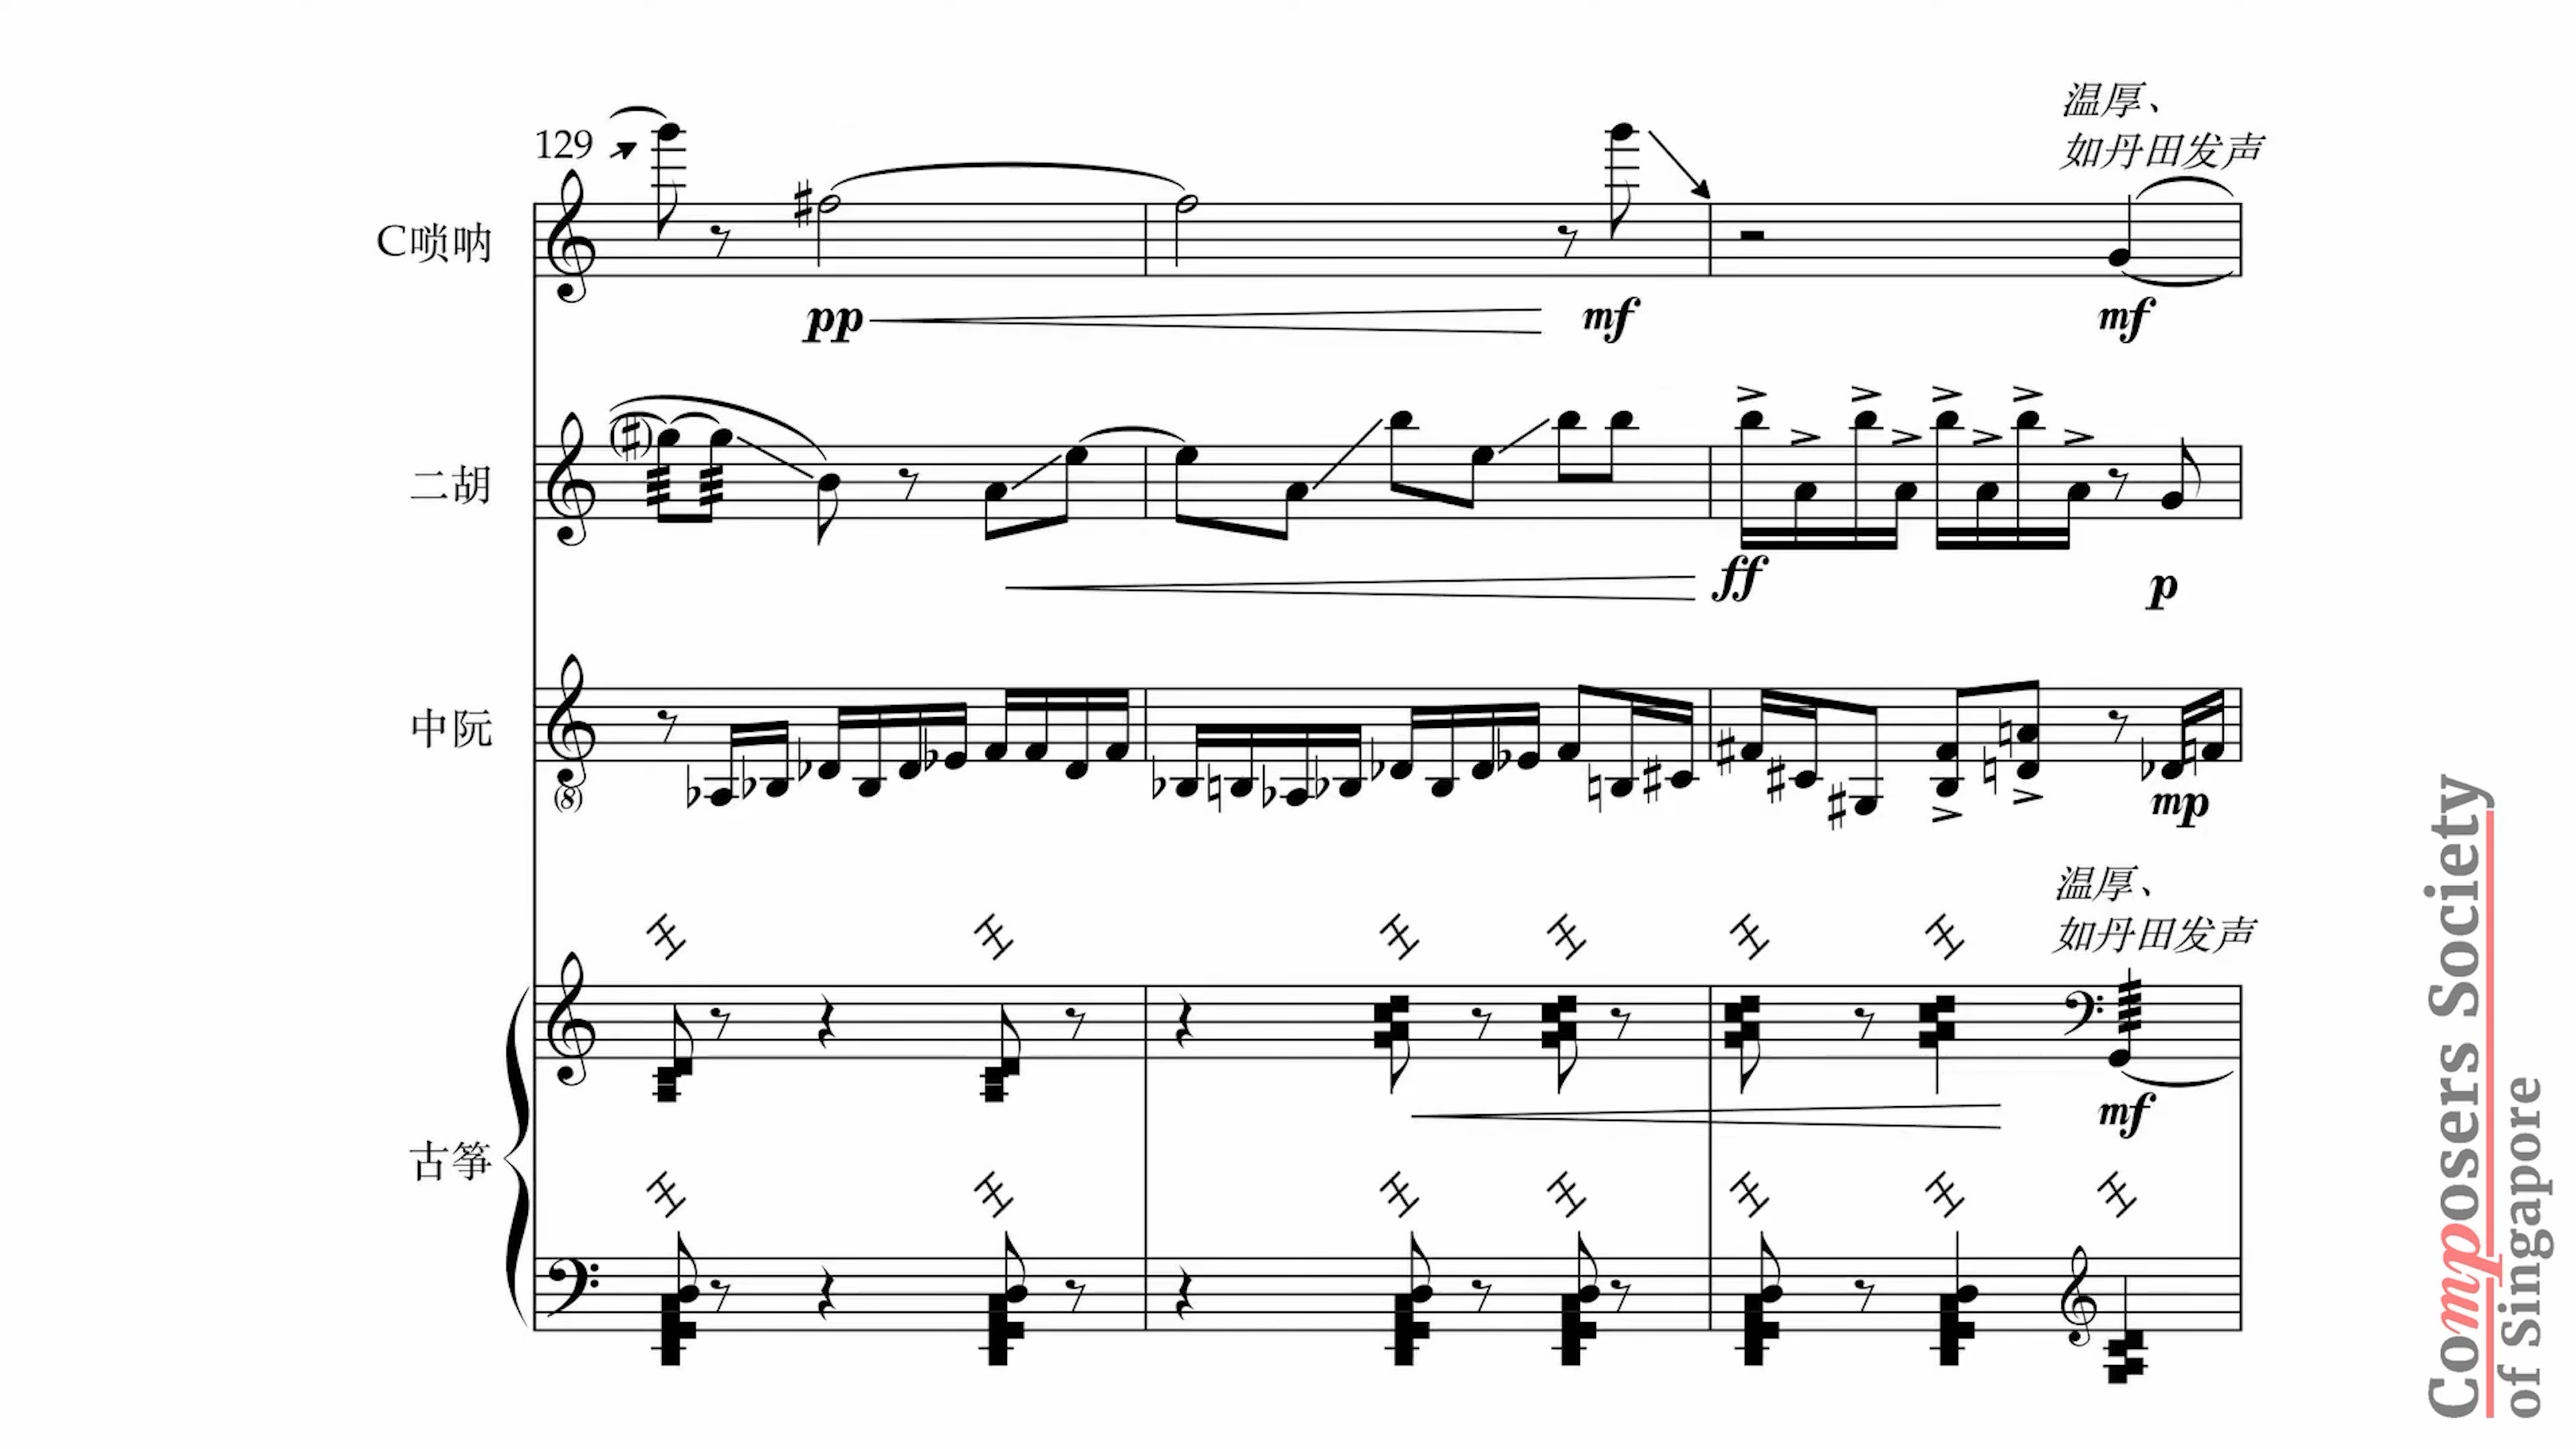 129
温厚、
如丹田发声
C唢呐
pp
mf
mf
二胡
ff
p
中阮
(8)
mp
温厚、
如丹田发声
古筝
mf
Composers Society
of Singapore